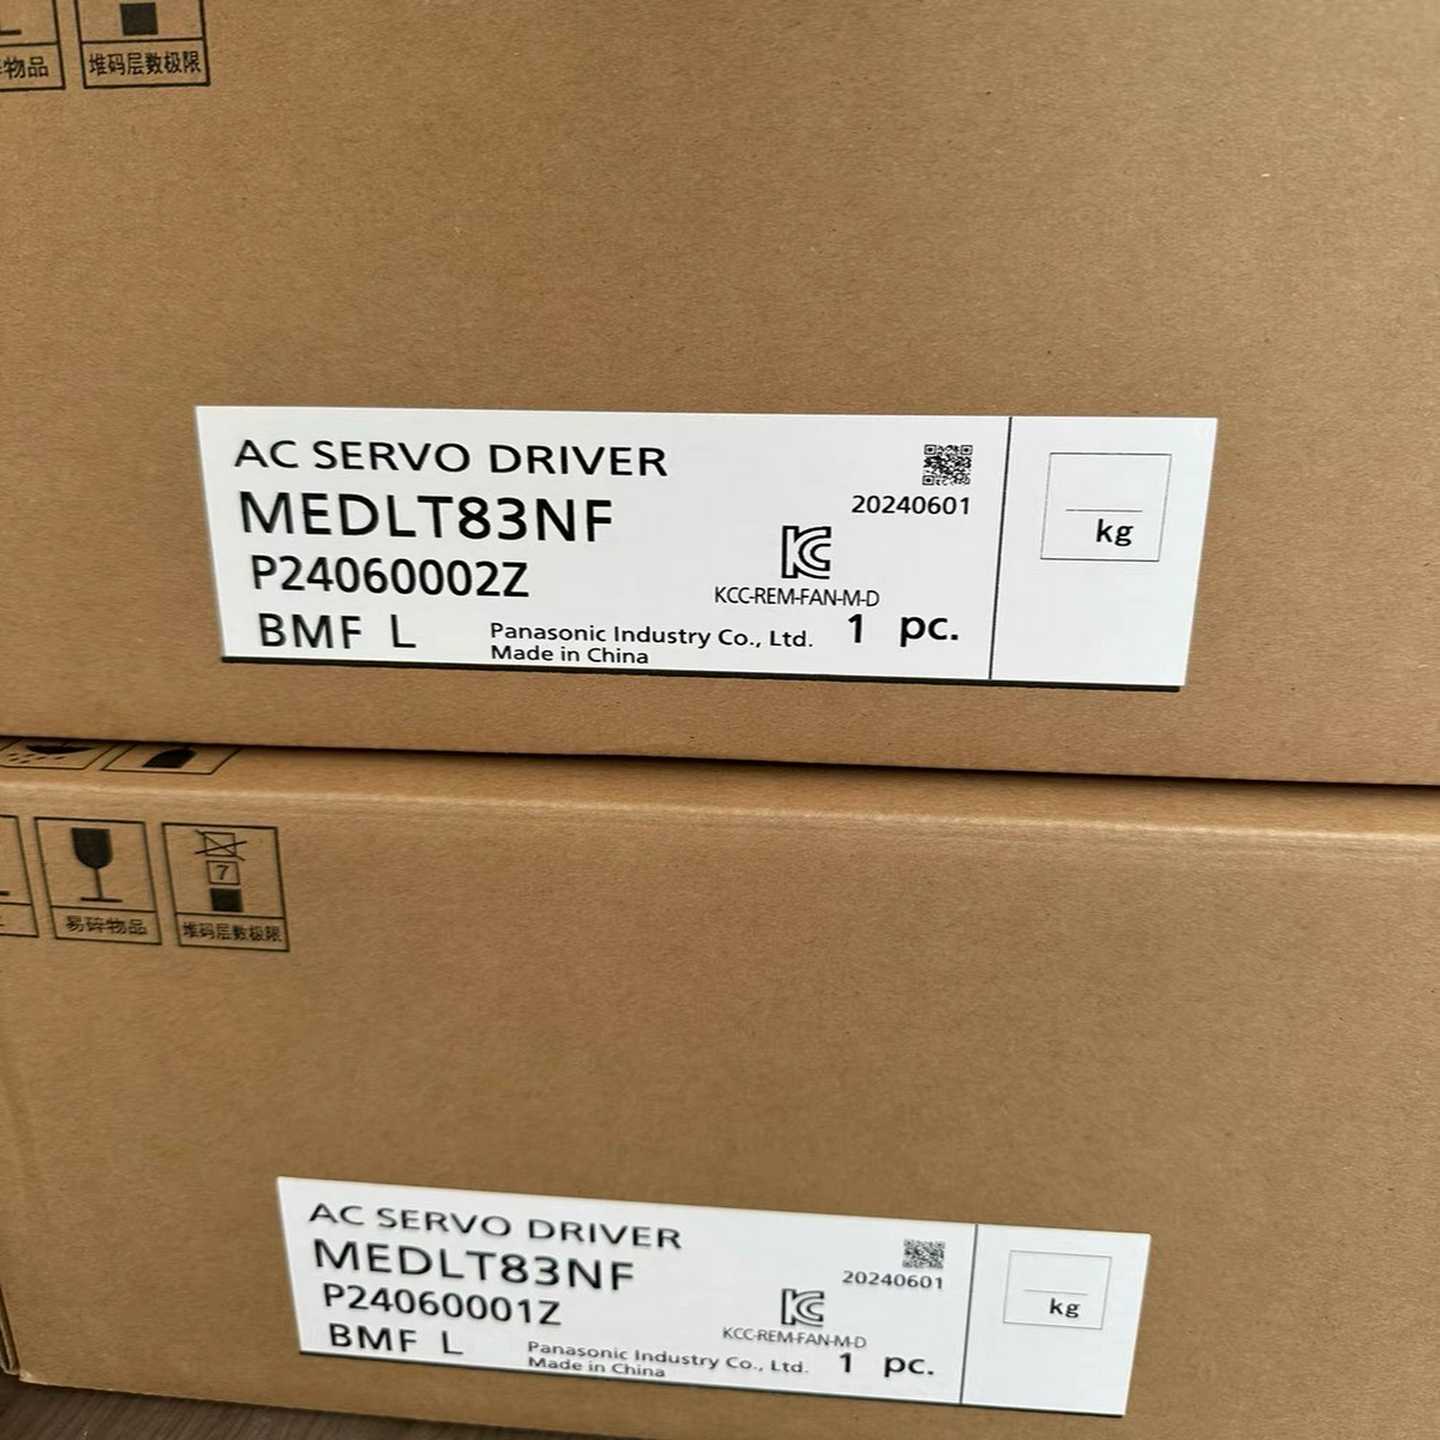 物品
堆码层数极限
AC SERVO DRIVER
MEDLT83NF
P24060002Z
BMF L
20240601
KC
KCC-REM-FAN-M-D
Panasonic Industry Co., Ltd.
Made in China
1 pc.
kg
易碎物品
7
堆码层数极限
AC SERVO DRIVER
MEDLT83NF
P24060001Z
BMF L
20240601
KC
KCC-REM-FAN-M-D
Panasonic Industry Co., Ltd.
Made in China
1 pc.
kg